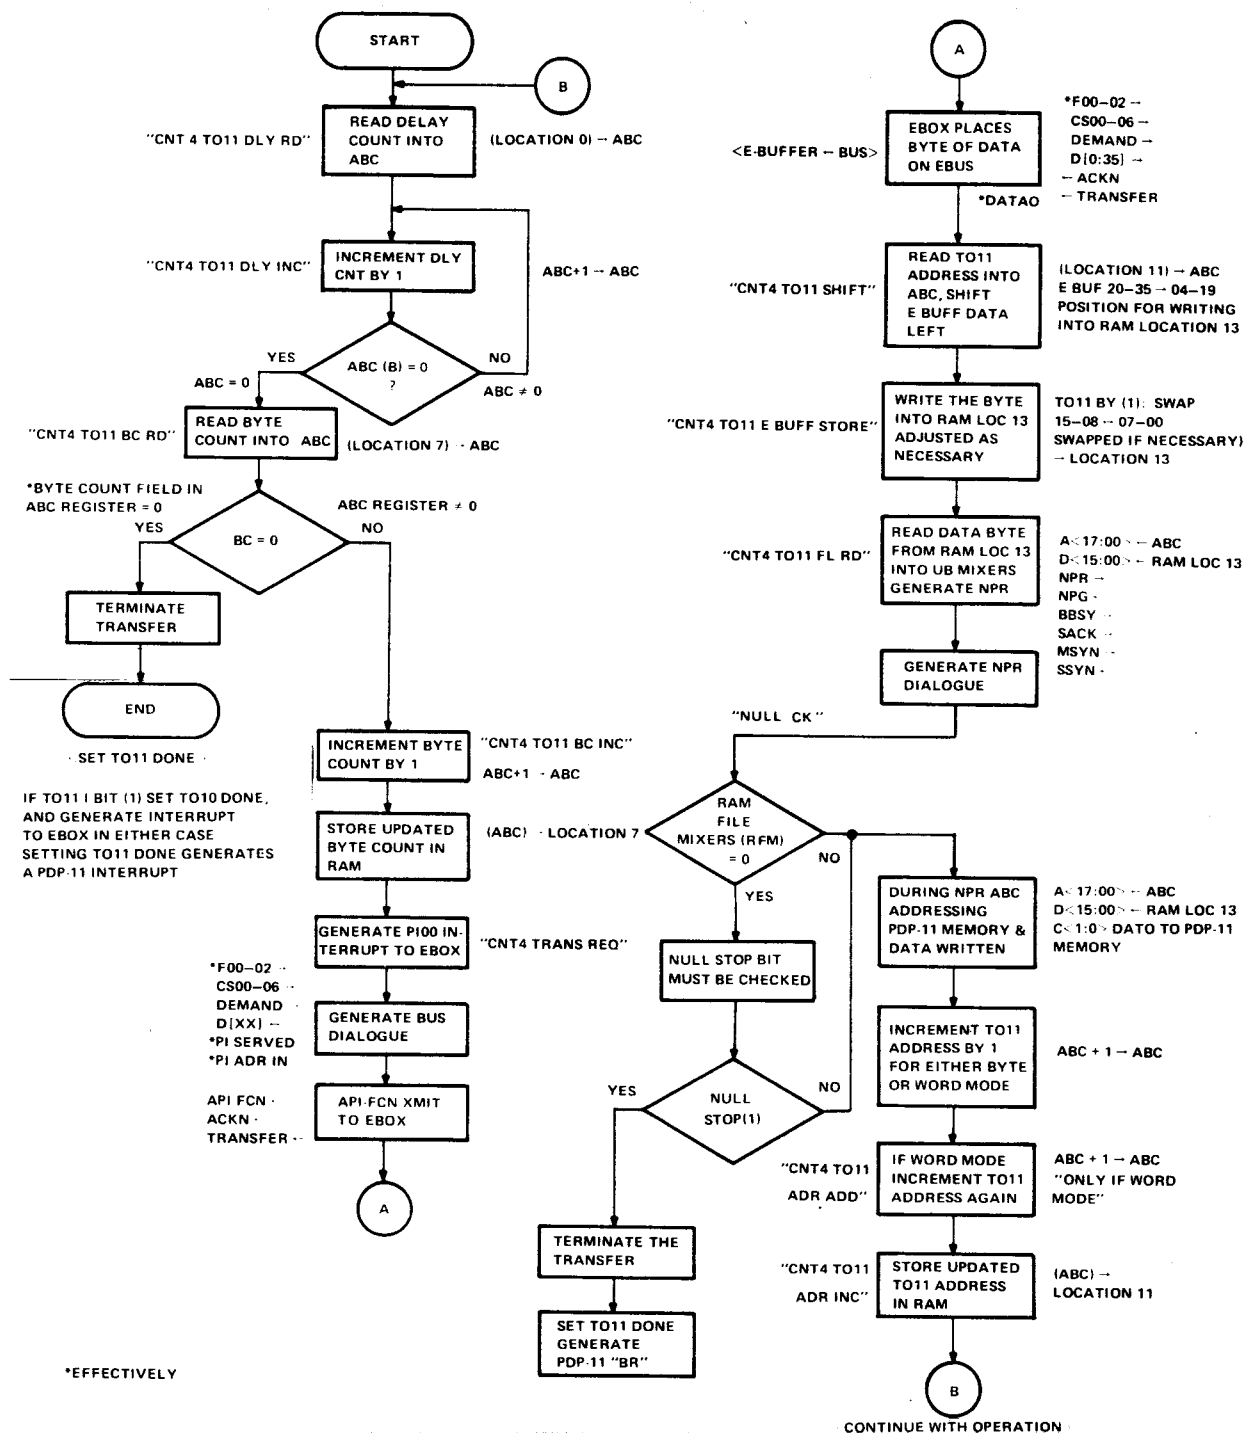 START
B
"CNT 4 TO11 DLY RD"
READ DELAY
COUNT INTO
ABC
(LOCATION 0) → ABC
"CNT4 TO11 DLY INC"
INCREMENT DLY
CNT BY 1
ABC+1 → ABC
YES
ABC (B) = 0
?
NO
ABC = 0
ABC ≠ 0
"CNT4 TO11 BC RD"
READ BYTE
COUNT INTO ABC
(LOCATION 7) - ABC
*BYTE COUNT FIELD IN
ABC REGISTER = 0
ABC REGISTER ≠ 0
YES
BC = 0
NO
TERMINATE
TRANSFER
END
SET TO11 DONE
IF TO11 I BIT (1) SET TO10 DONE,
AND GENERATE INTERRUPT
TO EBOX IN EITHER CASE
SETTING TO11 DONE GENERATES
A PDP-11 INTERRUPT
INCREMENT BYTE
COUNT BY 1
"CNT4 TO11 BC INC"
ABC+1 - ABC
STORE UPDATED
BYTE COUNT IN
RAM
(ABC) - LOCATION 7
GENERATE PI00 IN-
TERRUPT TO EBOX
"CNT4 TRANS REQ"
*F00-02 -
CS00-06 -
DEMAND -
D[XX] -
*PI SERVED
*PI ADR IN
GENERATE BUS
DIALOGUE
API FCN -
ACKN -
TRANSFER -
API-FCN XMIT
TO EBOX
A
*EFFECTIVELY
A
<E-BUFFER ← BUS>
EBOX PLACES
BYTE OF DATA
ON EBUS
*F00-02 →
CS00-06 →
DEMAND →
D[0:35] →
← ACKN
← TRANSFER
*DATAO
"CNT4 TO11 SHIFT"
READ TO11
ADDRESS INTO
ABC, SHIFT
E BUFF DATA
LEFT
(LOCATION 11) → ABC
E BUF 20-35 → 04-19
POSITION FOR WRITING
INTO RAM LOCATION 13
"CNT4 TO11 E BUFF STORE"
WRITE THE BYTE
INTO RAM LOC 13
ADJUSTED AS
NECESSARY
TO11 BY (1): SWAP
15-08 ← 07-00
SWAPPED IF NECESSARY)
→ LOCATION 13
"CNT4 TO11 FL RD"
READ DATA BYTE
FROM RAM LOC 13
INTO UB MIXERS
GENERATE NPR
A<17:00> ← ABC
D<15:00> ← RAM LOC 13
NPR →
NPG -
BBSY -
SACK -
MSYN -
SSYN -
GENERATE NPR
DIALOGUE
"NULL CK"
RAM
FILE
MIXERS (RFM)
= 0
NO
YES
NULL STOP BIT
MUST BE CHECKED
YES
NULL
STOP(1)
NO
TERMINATE THE
TRANSFER
SET TO11 DONE
GENERATE
PDP-11 "BR"
DURING NPR ABC
ADDRESSING
PDP-11 MEMORY &
DATA WRITTEN
A<17:00> ← ABC
D<15:00> ← RAM LOC 13
C<1:0> DATO TO PDP-11
MEMORY
INCREMENT TO11
ADDRESS BY 1
FOR EITHER BYTE
OR WORD MODE
ABC + 1 → ABC
"CNT4 TO11
ADR ADD"
IF WORD MODE
INCREMENT TO11
ADDRESS AGAIN
ABC + 1 → ABC
"ONLY IF WORD
MODE"
"CNT4 TO11
ADR INC"
STORE UPDATED
TO11 ADDRESS
IN RAM
(ABC) →
LOCATION 11
B
CONTINUE WITH OPERATION